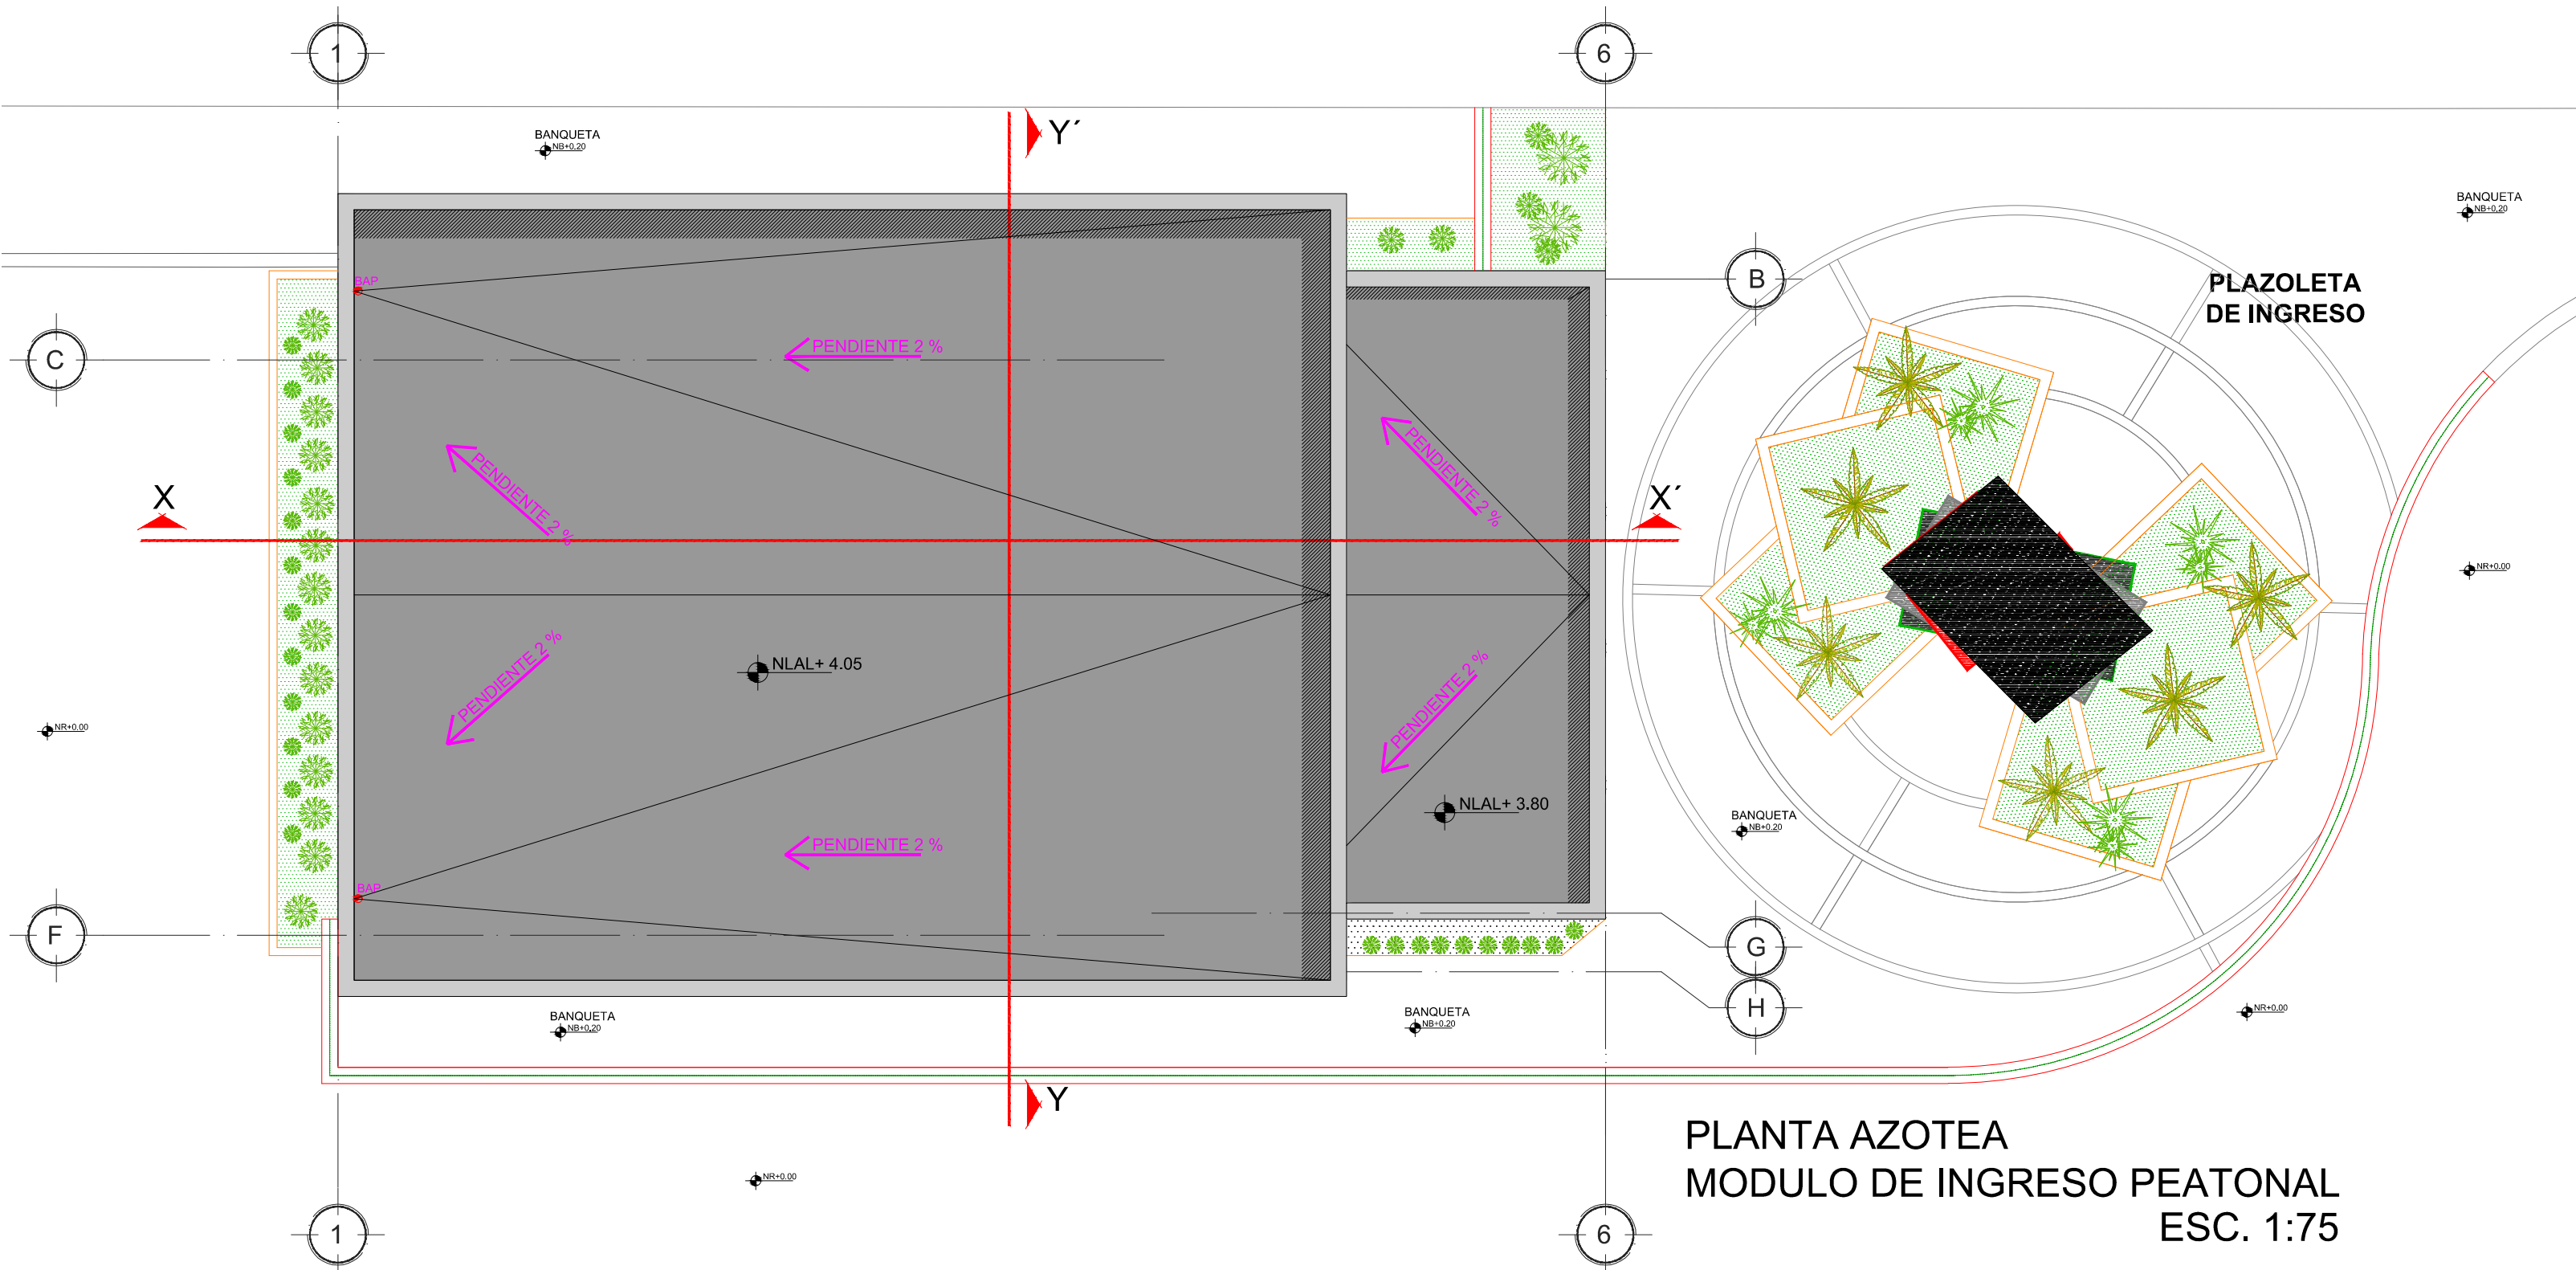 1
6
BANQUETA
NB+0.20
Y´
BANQUETA
NB+0.20
BAP
B
PLAZOLETA
DE INGRESO
C
PENDIENTE 2 %
PENDIENTE 2 %
PENDIENTE 2 %
X
X´
NR+0.00
PENDIENTE 2 %
NLAL+ 4.05
PENDIENTE 2 %
NR+0.00
NLAL+ 3.80
BANQUETA
NB+0.20
PENDIENTE 2 %
BAP
F
G
H
BANQUETA
NB+0.20
BANQUETA
NB+0.20
NR+0.00
Y
PLANTA AZOTEA
MODULO DE INGRESO PEATONAL
ESC. 1:75
NR+0.00
1
6